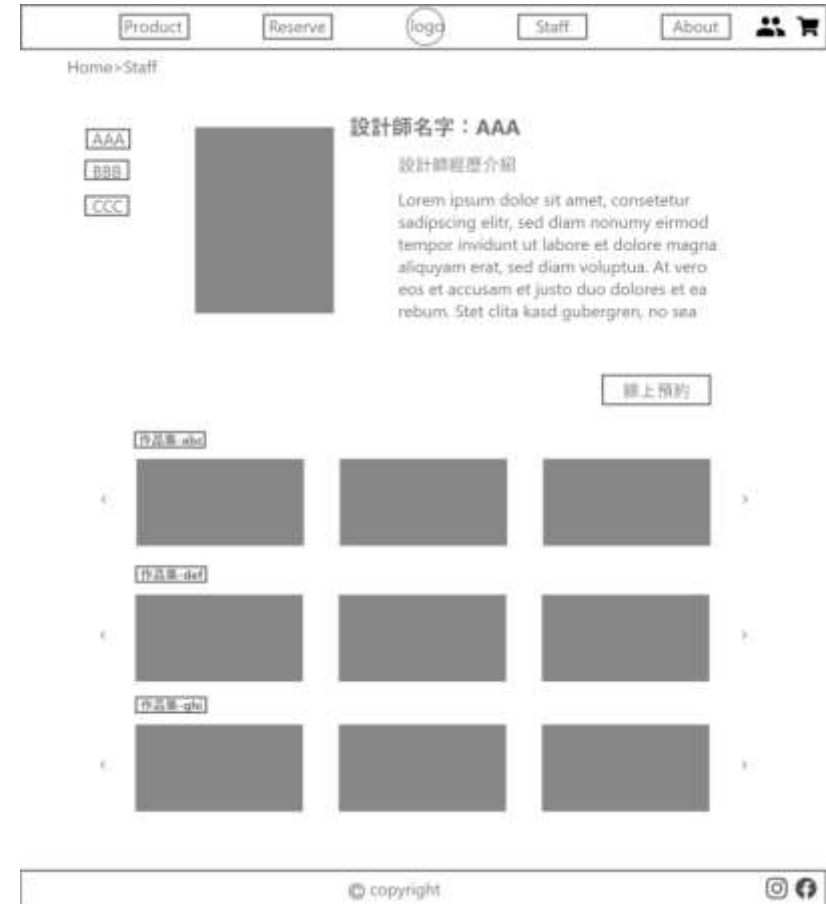 Product
Reserve
logo
Staff
About
Home>Staff
AAA
BBB
CCC
設計師名字：AAA
設計師經歷介紹
Lorem ipsum dolor sit amet, consetetur
sadipscing elitr, sed diam nonumy eirmod
tempor invidunt ut labore et dolore magna
aliquyam erat, sed diam voluptua. At vero
eos et accusam et justo duo dolores et ea
rebum. Stet clita kasd gubergren, no sea
線上預約
作品集-abc
作品集-def
作品集-ghi
© copyright